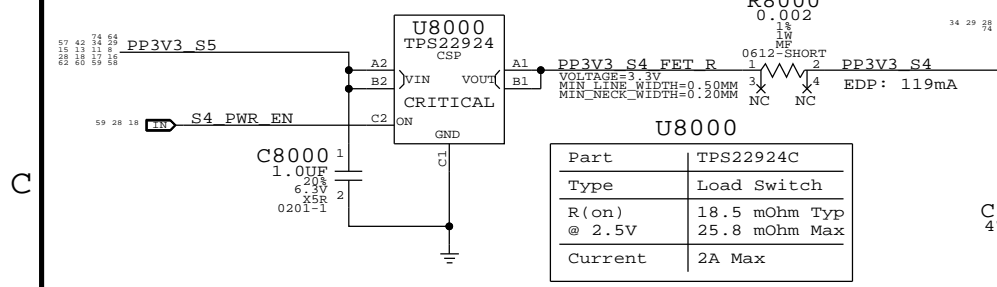 R8000
0.002
1%
1W
MF
0612-SHORT
34 29 28
74
74 64
57 42 34 29
15 13 11 8
28 18 17 16
62 60 59 58
PP3V3_S5
U8000
TPS22924
CSP
A2
B2
VIN
VOUT
A1
B1
CRITICAL
C2
ON
GND
C1
PP3V3_S4_FET_R
VOLTAGE=3.3V
MIN_LINE_WIDTH=0.50MM
MIN_NECK_WIDTH=0.20MM
1
2
3
4
NC
NC
PP3V3_S4
EDP: 119mA
59 28 18
IN
S4_PWR_EN
C8000
1
1.0UF
20%
6.3V
X5R
0201-1
2
C
U8000
Part TPS22924C
Type Load Switch
R(on) 18.5 mOhm Typ
@ 2.5V 25.8 mOhm Max
Current 2A Max
C